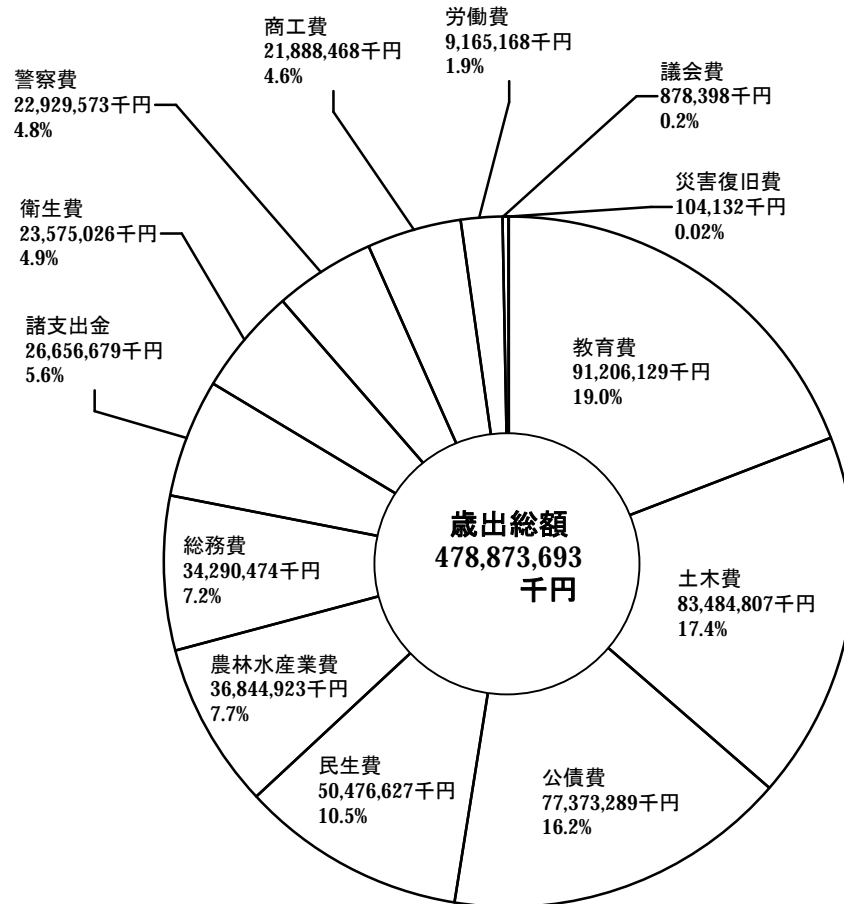 商工費
21,888,468千円
4.6%
労働費
9,165,168千円
1.9%
議会費
878,398千円
0.2%
警察費
22,929,573千円
4.8%
災害復旧費
104,132千円
0.02%
衛生費
23,575,026千円
4.9%
諸支出金
26,656,679千円
5.6%
教育費
91,206,129千円
19.0%
歳出総額
478,873,693
千円
総務費
34,290,474千円
7.2%
土木費
83,484,807千円
17.4%
農林水産業費
36,844,923千円
7.7%
民生費
50,476,627千円
10.5%
公債費
77,373,289千円
16.2%